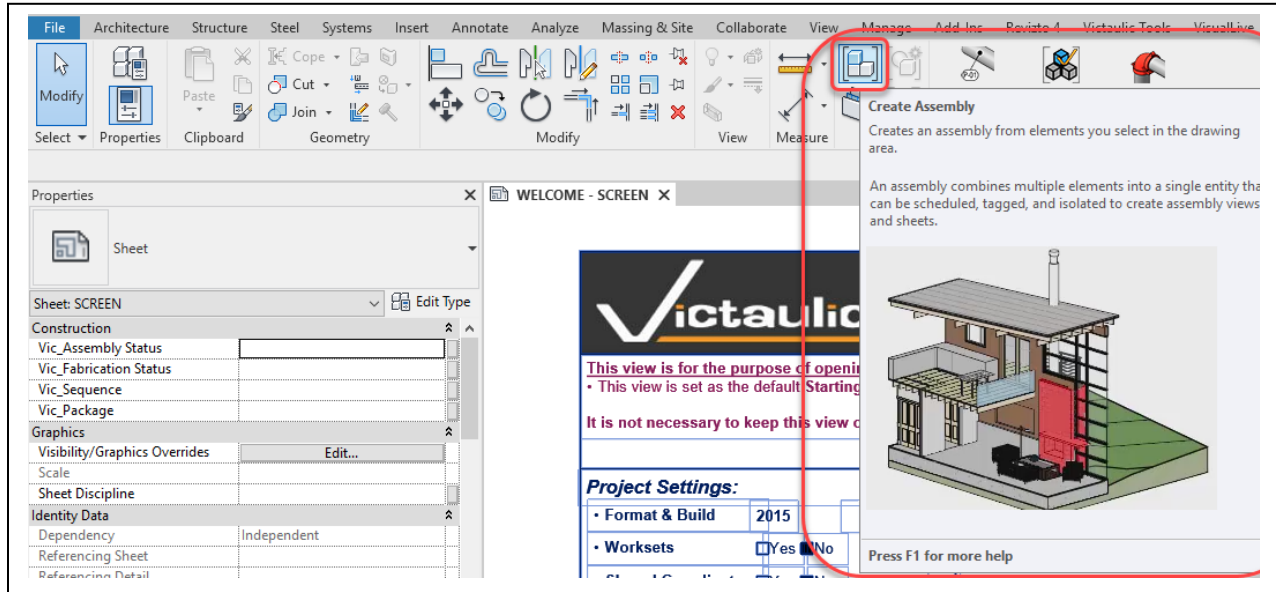 File Architecture Structure Steel Systems Insert Annotate Analyze Massing & Site Collaborate View Manage Add-Ins Revizto 4 Victaulic Tools VisualLive
Cope
Cut
Join
Modify
Paste
P-01
Select Properties Clipboard Geometry Modify View Measure
Create Assembly
Creates an assembly from elements you select in the drawing
area.
An assembly combines multiple elements into a single entity tha
can be scheduled, tagged, and isolated to create assembly views
and sheets.
Press F1 for more help
Properties
Sheet
Sheet: SCREEN Edit Type
Construction
Vic_Assembly Status
Vic_Fabrication Status
Vic_Sequence
Vic_Package
Graphics
Visibility/Graphics Overrides Edit...
Scale
Sheet Discipline
Identity Data
Dependency Independent
Referencing Sheet
Referencing Detail
WELCOME - SCREEN
Victaulic
This view is for the purpose of openi
• This view is set as the default Starting
It is not necessary to keep this view o
Project Settings:
• Format & Build 2015
• Worksets Yes No